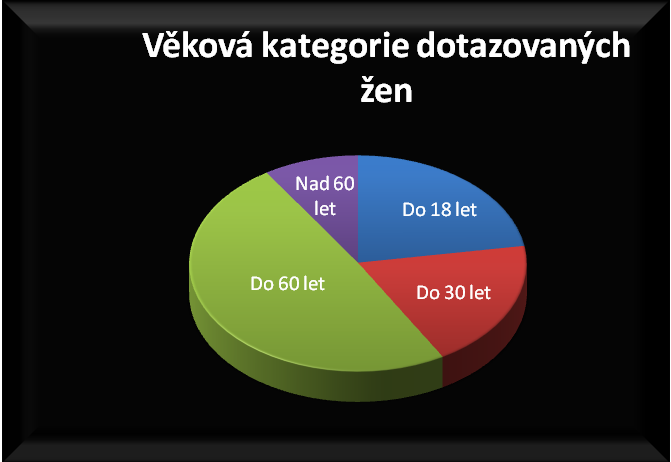 Věková kategorie dotazovaných
žen
Nad 60
let
Do 18 let
Do 60 let
Do 30 let